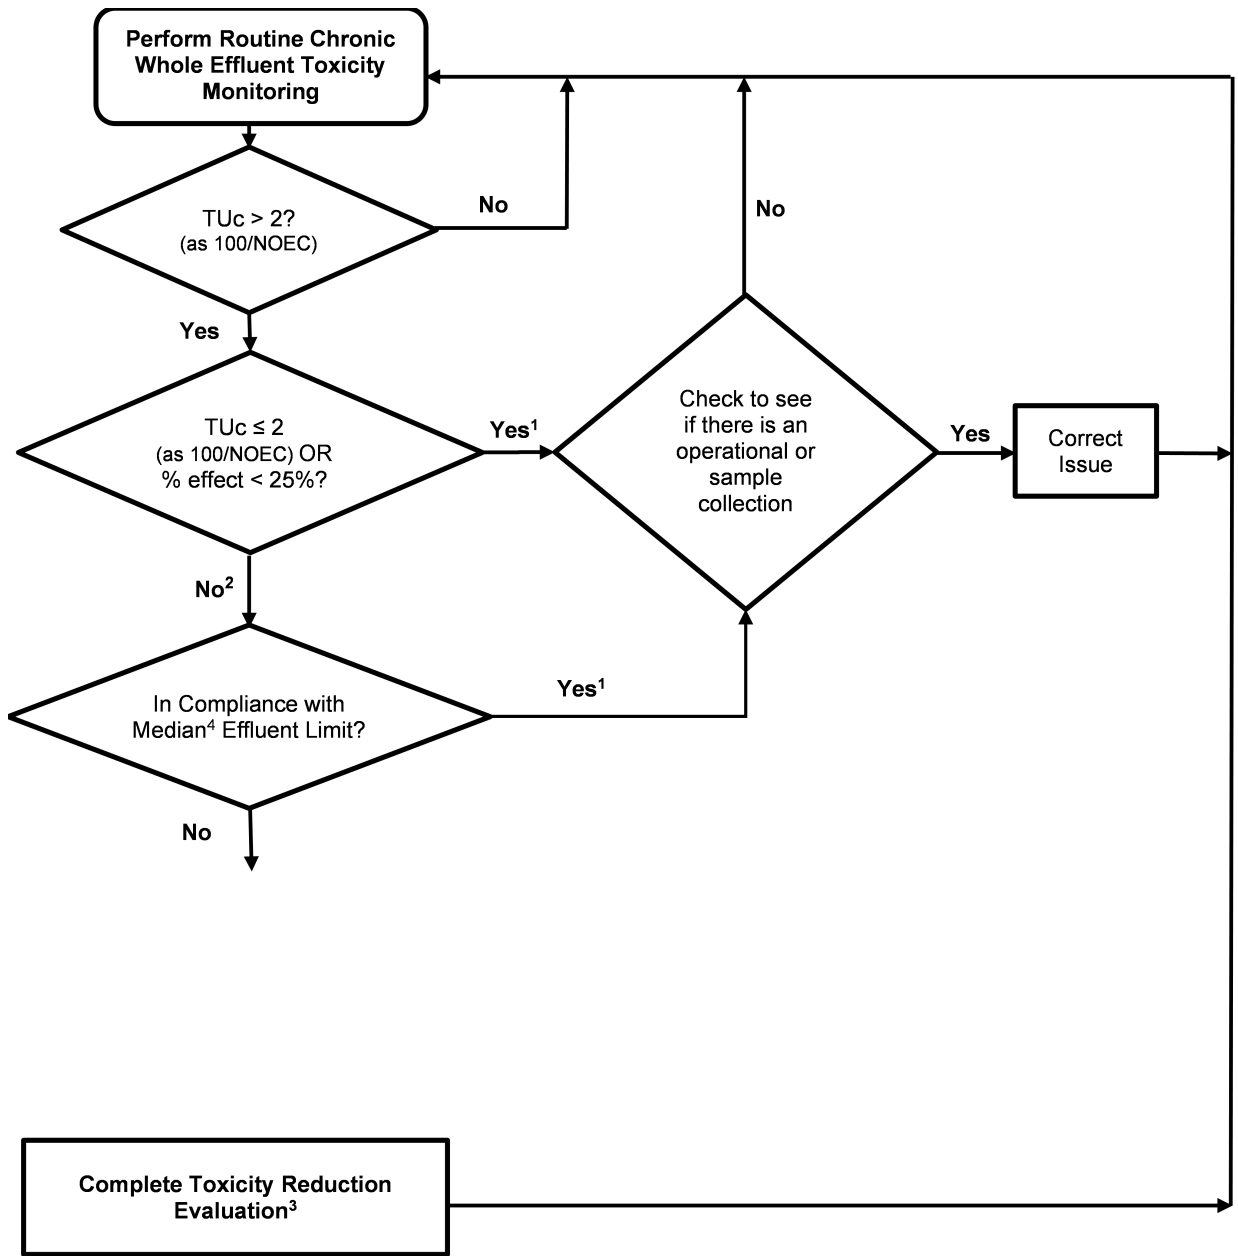 Perform Routine Chronic
Whole Effluent Toxicity
Monitoring
TUc > 2?
(as 100/NOEC)
No
Yes
TUc ≤ 2
(as 100/NOEC) OR
% effect < 25%?
Yes¹
Check to see
if there is an
operational or
sample
collection
No
Yes
Correct
Issue
No²
In Compliance with
Median⁴ Effluent Limit?
Yes¹
No
Complete Toxicity Reduction
Evaluation³